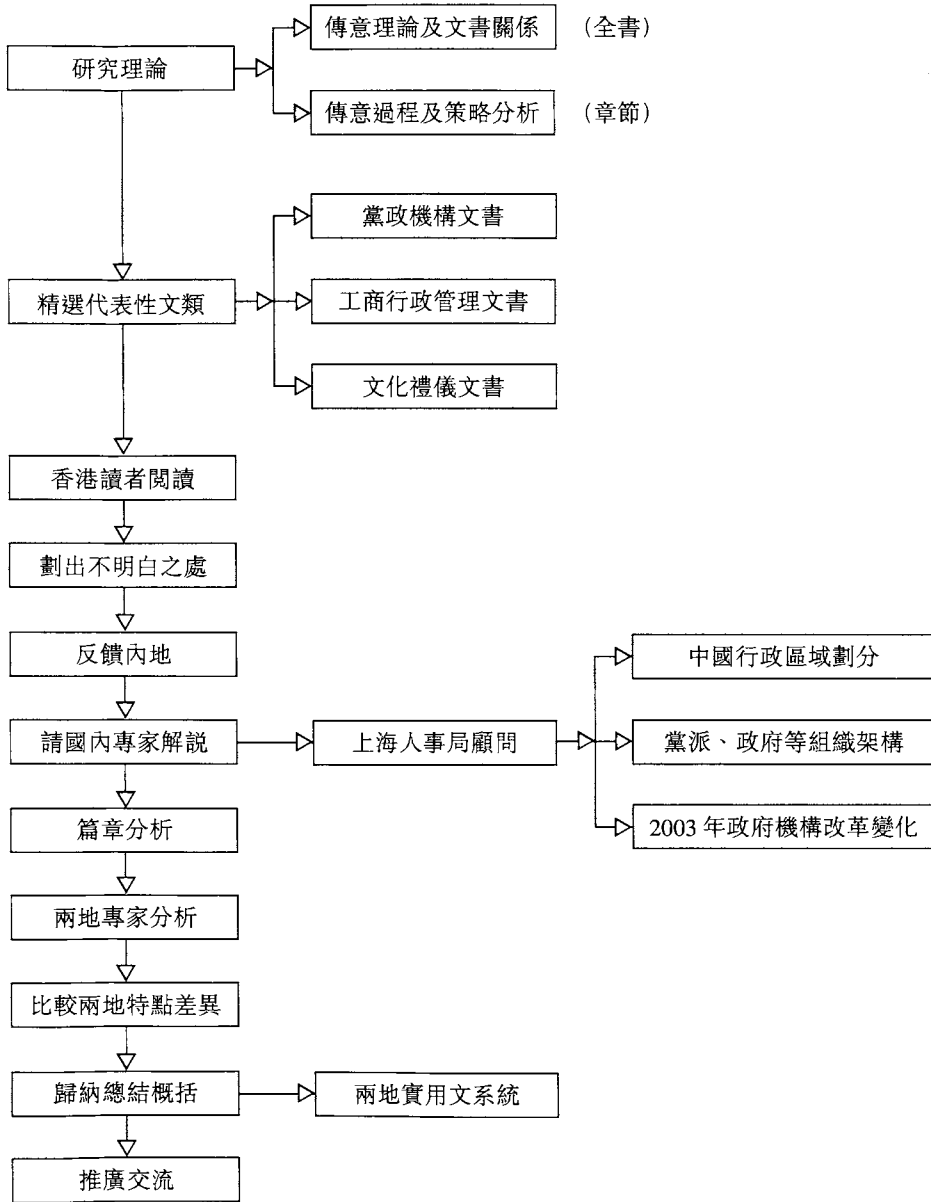 傳意理論及文書關係 （全書）
研究理論
傳意過程及策略分析 （章節）
黨政機構文書
精選代表性文類
工商行政管理文書
文化禮儀文書
香港讀者閱讀
劃出不明白之處
反饋內地
中國行政區域劃分
請國內專家解説
上海人事局顧問
黨派、政府等組織架構
篇章分析
2003 年政府機構改革變化
兩地專家分析
比較兩地特點差異
歸納總結概括
兩地實用文系統
推廣交流